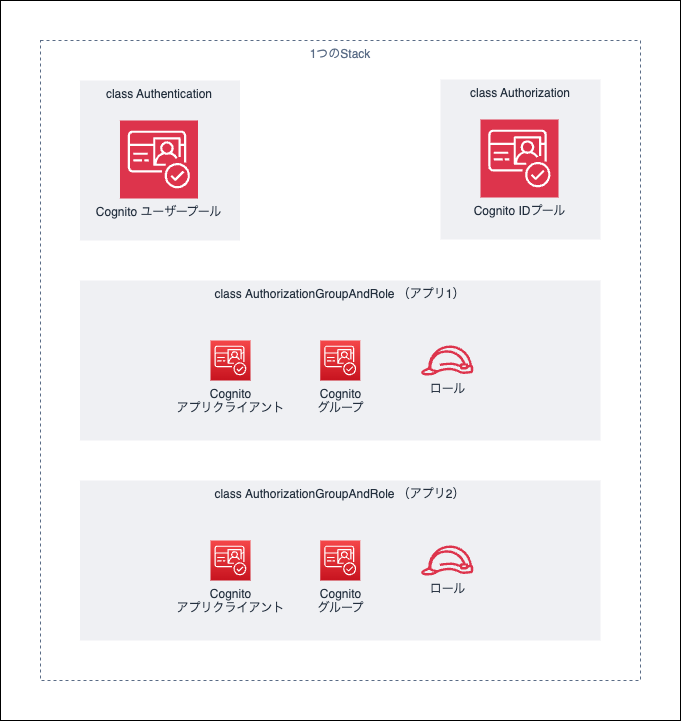 1つのStack
class Authentication
class Authorization
Cognito ユーザープール
Cognito IDプール
class AuthorizationGroupAndRole （アプリ1）
Cognito
アプリクライアント
Cognito
グループ
ロール
class AuthorizationGroupAndRole （アプリ2）
Cognito
アプリクライアント
Cognito
グループ
ロール